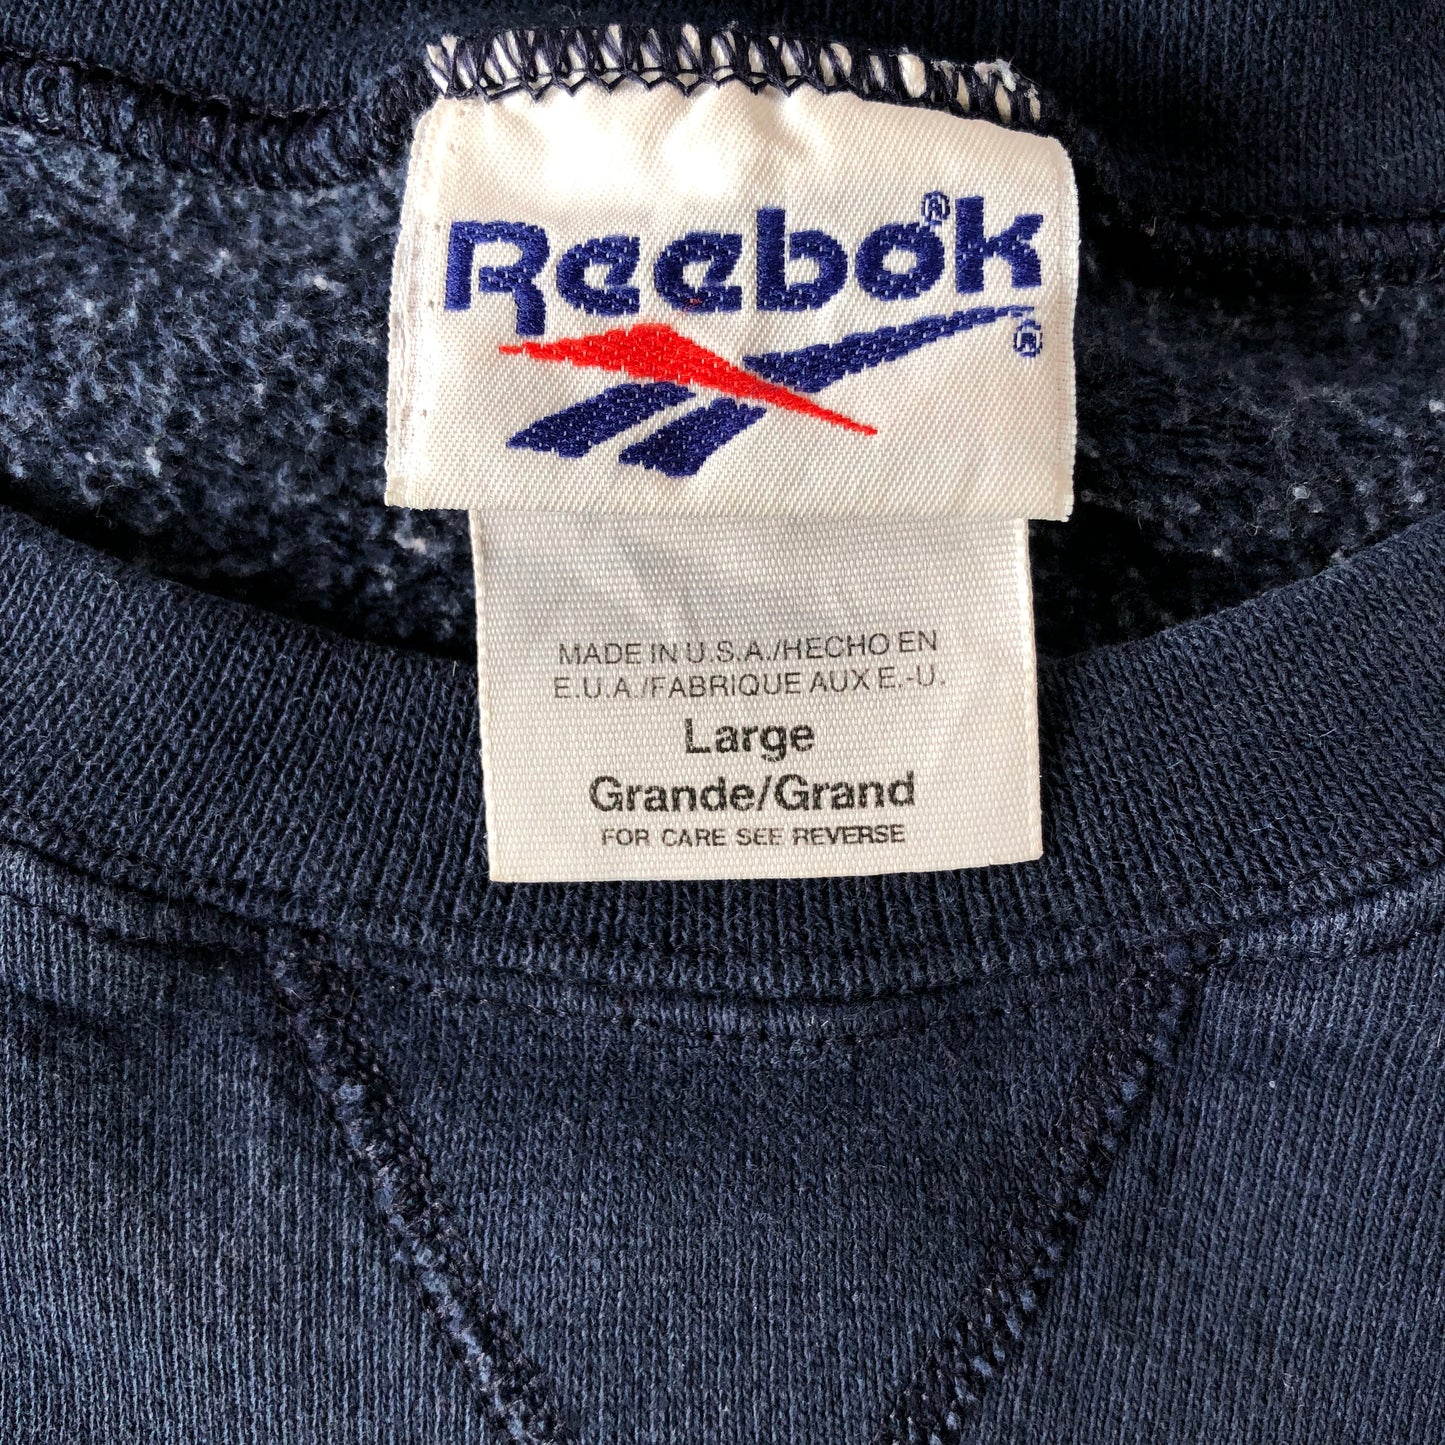 Reebok®
®
MADE IN U.S.A./HECHO EN
E.U.A./FABRIQUE AUX E.-U.
Large
Grande/Grand
FOR CARE SEE REVERSE